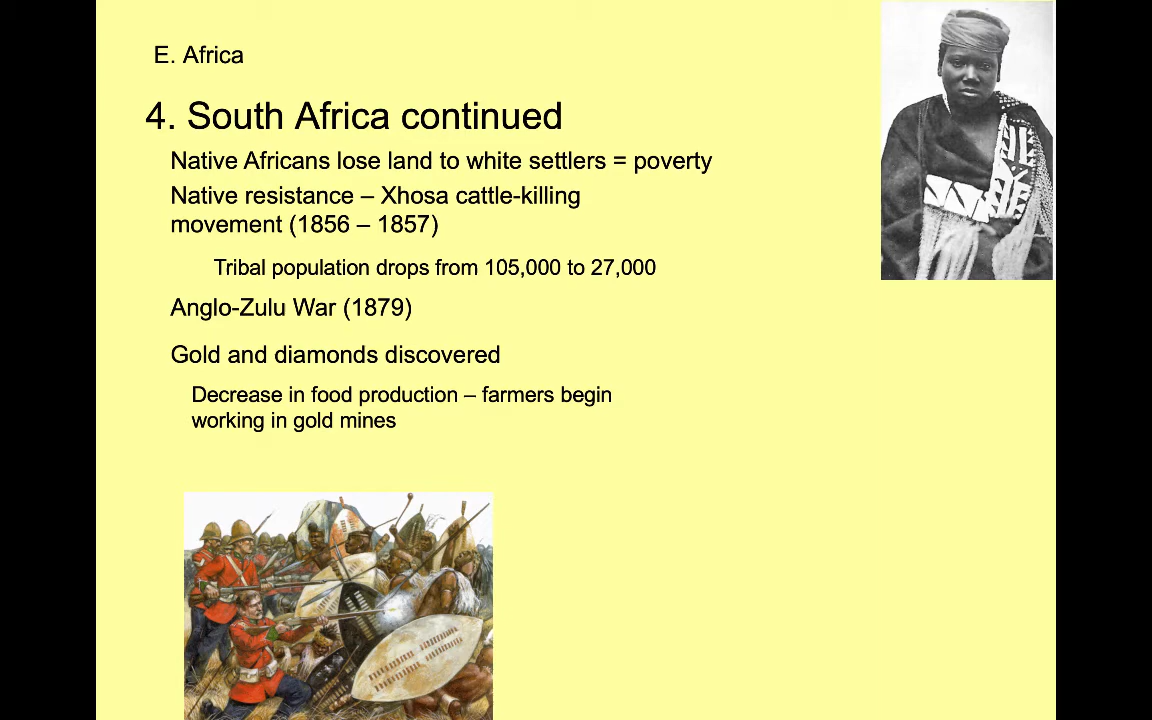 E. Africa
4. South Africa continued
Native Africans lose land to white settlers = poverty
Native resistance – Xhosa cattle-killing
movement (1856 – 1857)
Tribal population drops from 105,000 to 27,000
Anglo-Zulu War (1879)
Gold and diamonds discovered
Decrease in food production – farmers begin
working in gold mines